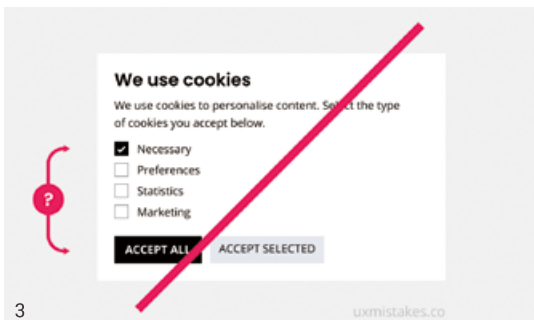 We use cookies
We use cookies to personalise content. Select the type
of cookies you accept below.
Necessary
Preferences
?
Statistics
Marketing
ACCEPT ALL
ACCEPT SELECTED
3
uxmistakes.co